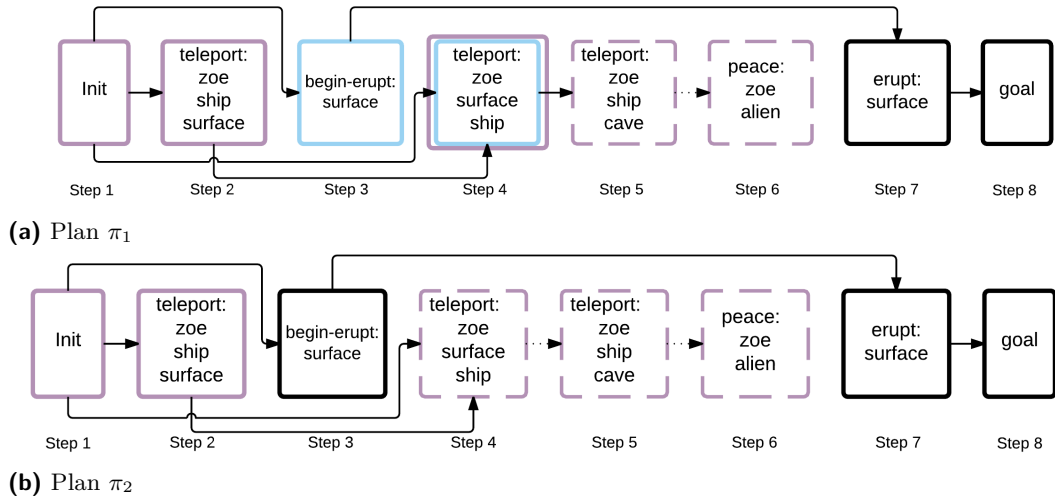 Init
teleport:
zoe
ship
surface
begin-erupt:
surface
teleport:
zoe
surface
ship
teleport:
zoe
ship
cave
peace:
zoe
alien
erupt:
surface
goal
Step 1
Step 2
Step 3
Step 4
Step 5
Step 6
Step 7
Step 8
(a) Plan π₁
Init
teleport:
zoe
ship
surface
begin-erupt:
surface
teleport:
zoe
surface
ship
teleport:
zoe
ship
cave
peace:
zoe
alien
erupt:
surface
goal
Step 1
Step 2
Step 3
Step 4
Step 5
Step 6
Step 7
Step 8
(b) Plan π₂